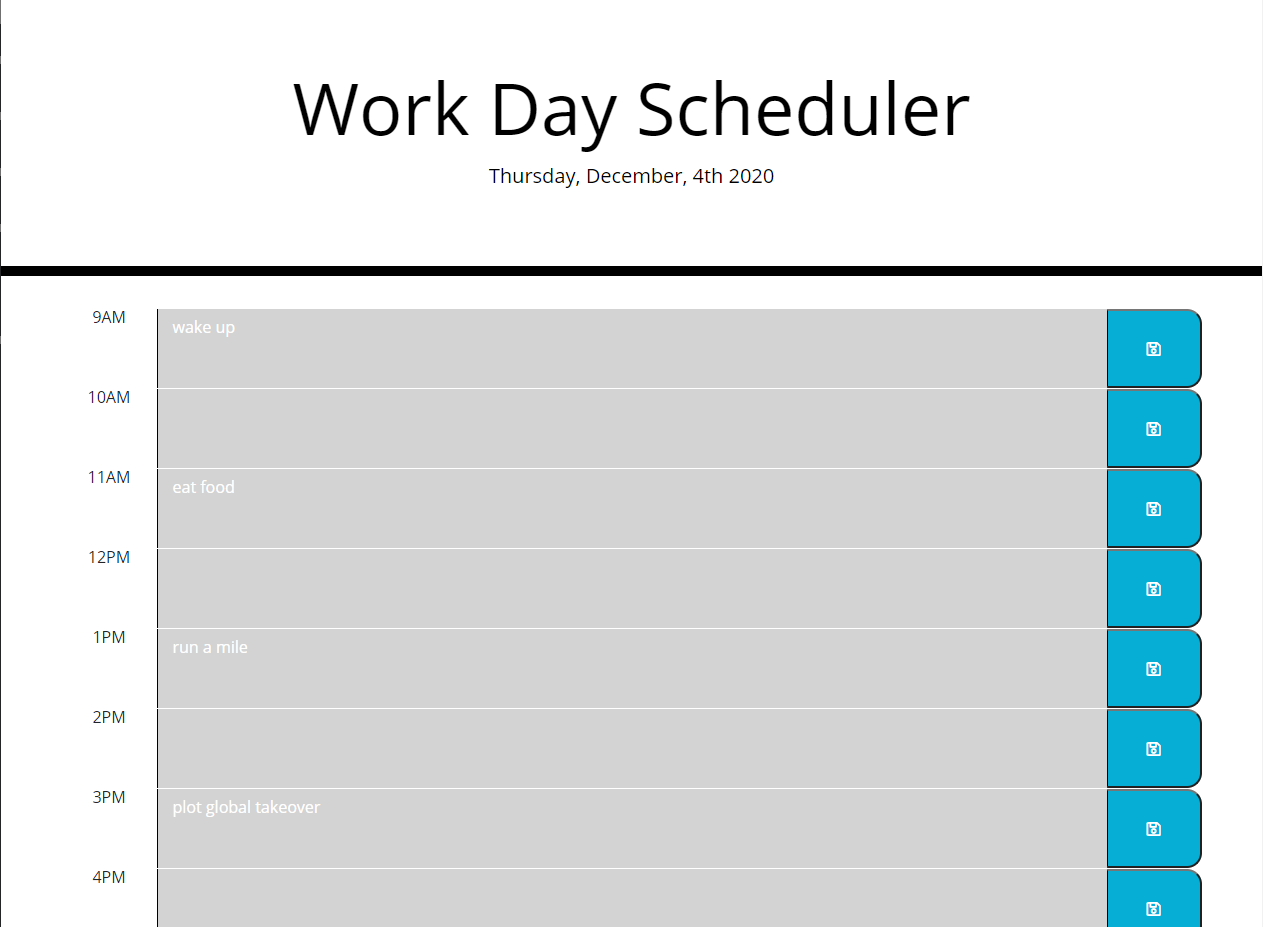 Work Day Scheduler
Thursday, December, 4th 2020
9AM
wake up
10AM
11AM
eat food
12PM
1PM
run a mile
2PM
3PM
plot global takeover
4PM